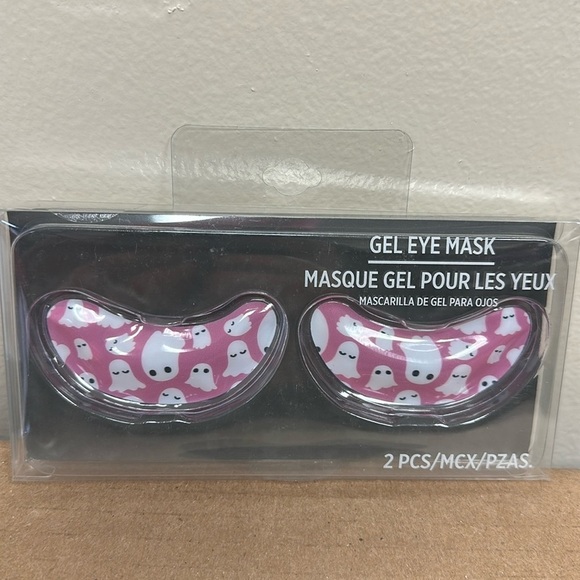 GEL EYE MASK
MASQUE GEL POUR LES YEUX
MASCARILLA DE GEL PARA OJOS
2 PCS/MCX/PZAS.